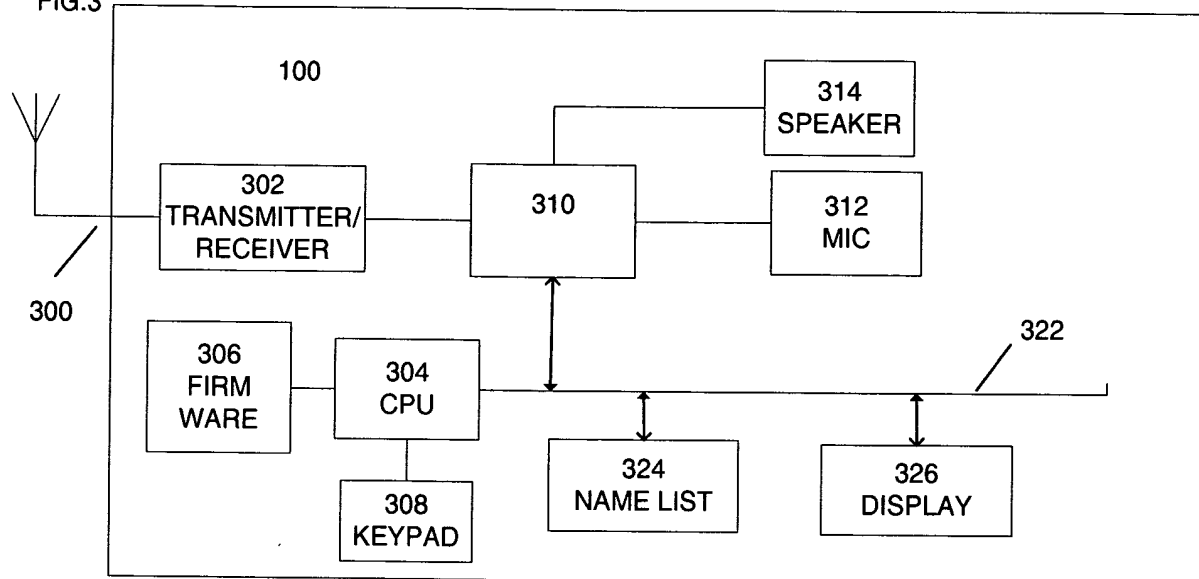 FIG.3
100
314
SPEAKER
302
TRANSMITTER/
RECEIVER
310
312
MIC
300
322
306
FIRM
WARE
304
CPU
324
NAME LIST
326
DISPLAY
308
KEYPAD